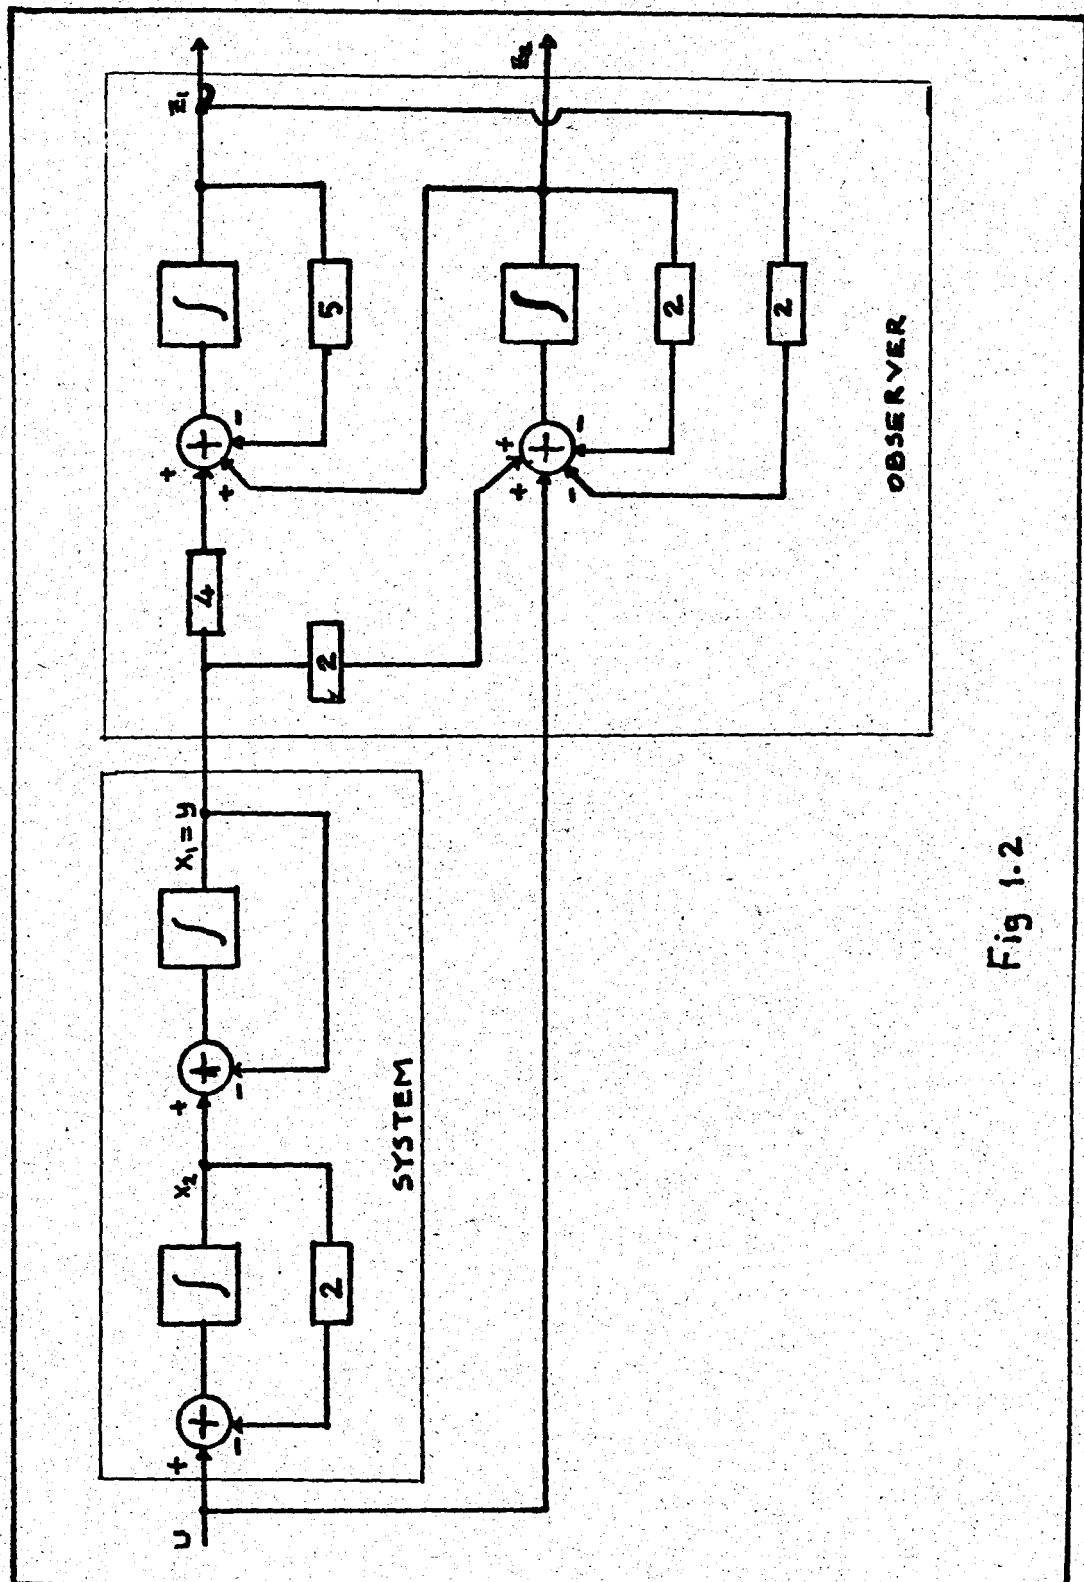 U
+
-
2
X₂
+
-
X₁ = y
SYSTEM
4
2
+
+
-
5
z₁
+
+
-
-
2
2
z₂
OBSERVER
Fig 1.2